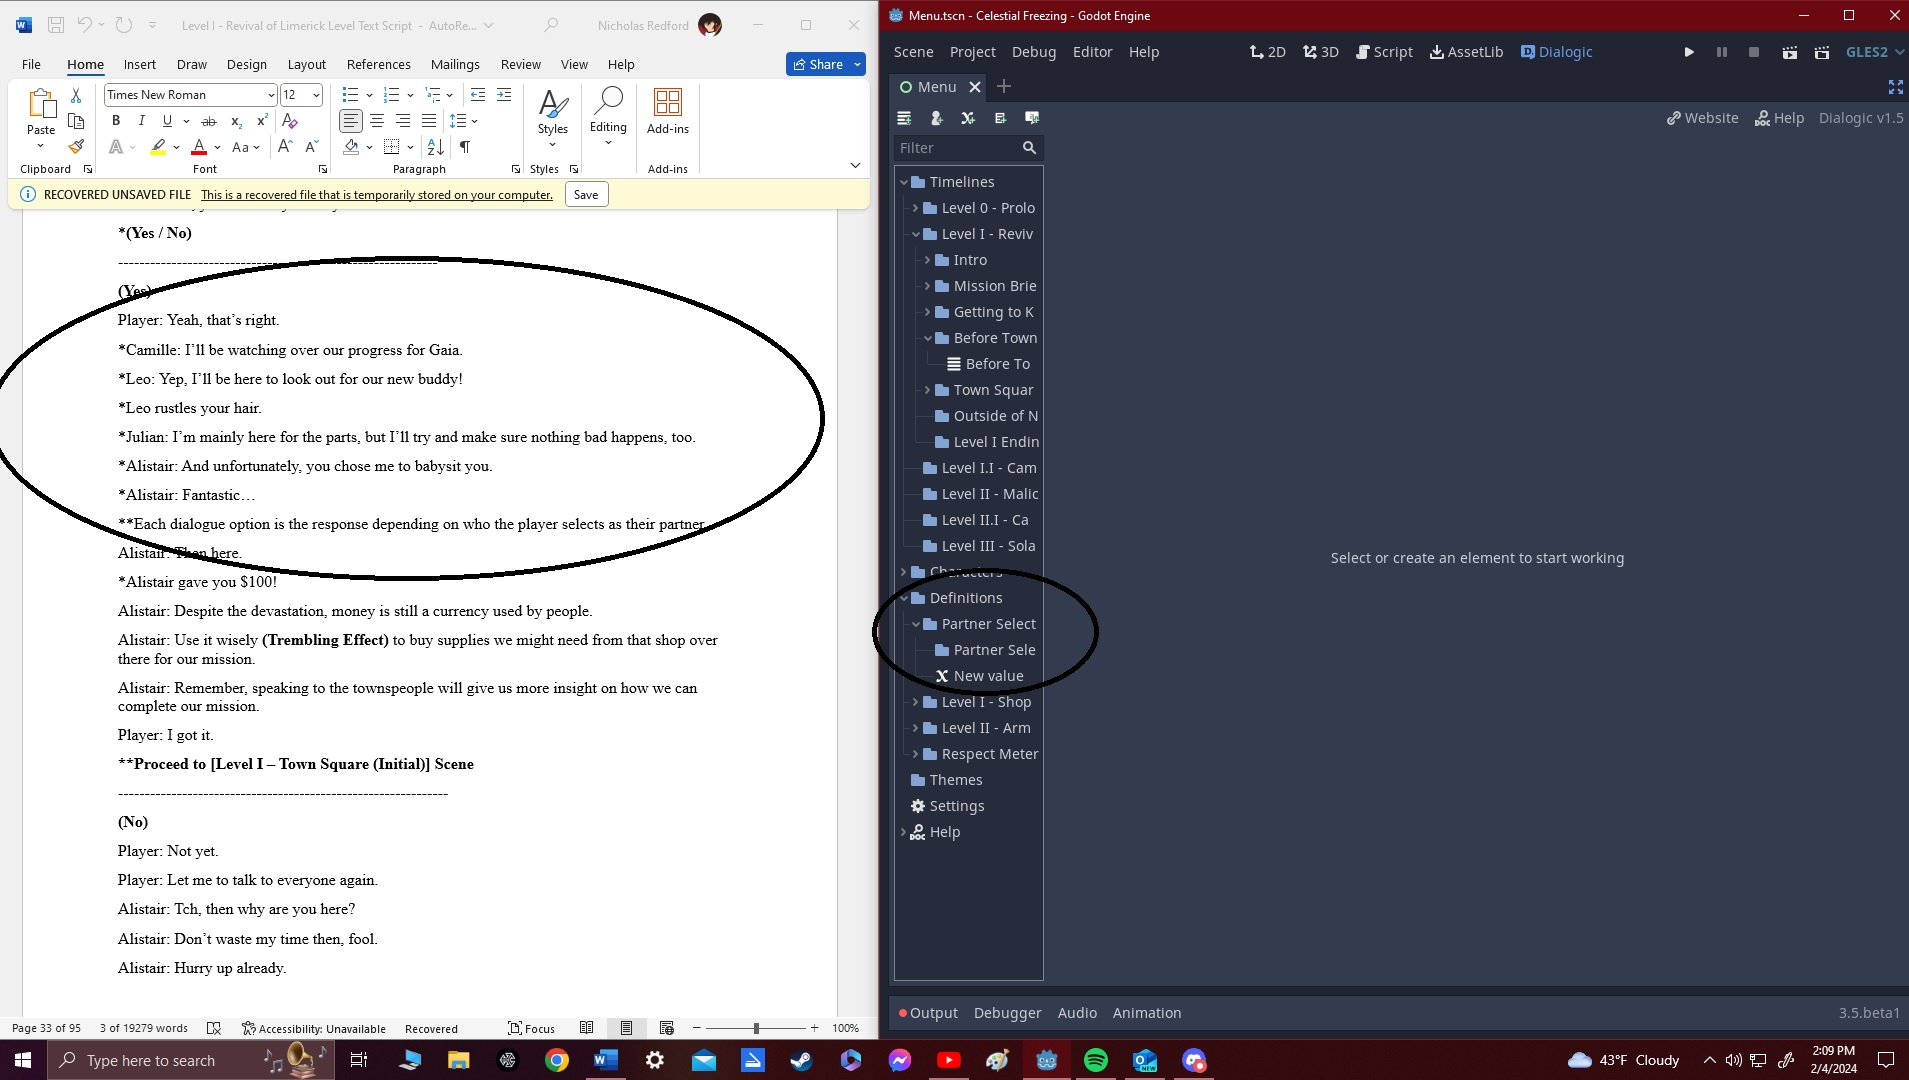 Level I - Revival of Limerick Level Text Script - AutoRe...
Nicholas Redford
File Home Insert Draw Design Layout References Mailings Review View Help
Share
Paste
Clipboard
Times New Roman 12
B I U ab x₂ x²
A A Aa A A
Font
Paragraph
Styles
Styles
Editing
Add-ins
Add-ins
RECOVERED UNSAVED FILE This is a recovered file that is temporarily stored on your computer. Save
*(Yes / No)
(Yes)
Player: Yeah, that’s right.
*Camille: I’ll be watching over our progress for Gaia.
*Leo: Yep, I’ll be here to look out for our new buddy!
*Leo rustles your hair.
*Julian: I’m mainly here for the parts, but I’ll try and make sure nothing bad happens, too.
*Alistair: And unfortunately, you chose me to babysit you.
*Alistair: Fantastic…
**Each dialogue option is the response depending on who the player selects as their partner
Alistair: Then here.
*Alistair gave you $100!
Alistair: Despite the devastation, money is still a currency used by people.
Alistair: Use it wisely (Trembling Effect) to buy supplies we might need from that shop over
there for our mission.
Alistair: Remember, speaking to the townspeople will give us more insight on how we can
complete our mission.
Player: I got it.
**Proceed to [Level I – Town Square (Initial)] Scene
(No)
Player: Not yet.
Player: Let me to talk to everyone again.
Alistair: Tch, then why are you here?
Alistair: Don’t waste my time then, fool.
Alistair: Hurry up already.
Page 33 of 95 3 of 19279 words Accessibility: Unavailable Recovered Focus 100%
Menu.tscn - Celestial Freezing - Godot Engine
Scene Project Debug Editor Help 2D 3D Script AssetLib Dialogic GLES2
Menu
Website Help Dialogic v1.5
Filter
Timelines
Level 0 - Prolo
Level I - Reviv
Intro
Mission Brie
Getting to K
Before Town
Before To
Town Squar
Outside of N
Level I Endin
Level I.I - Cam
Level II - Malic
Level II.I - Ca
Level III - Sola
Characters
Definitions
Partner Select
Partner Sele
New value
Level I - Shop
Level II - Arm
Respect Meter
Themes
Settings
Help
Select or create an element to start working
Output Debugger Audio Animation 3.5.beta1
Type here to search
43°F Cloudy
2:09 PM
2/4/2024